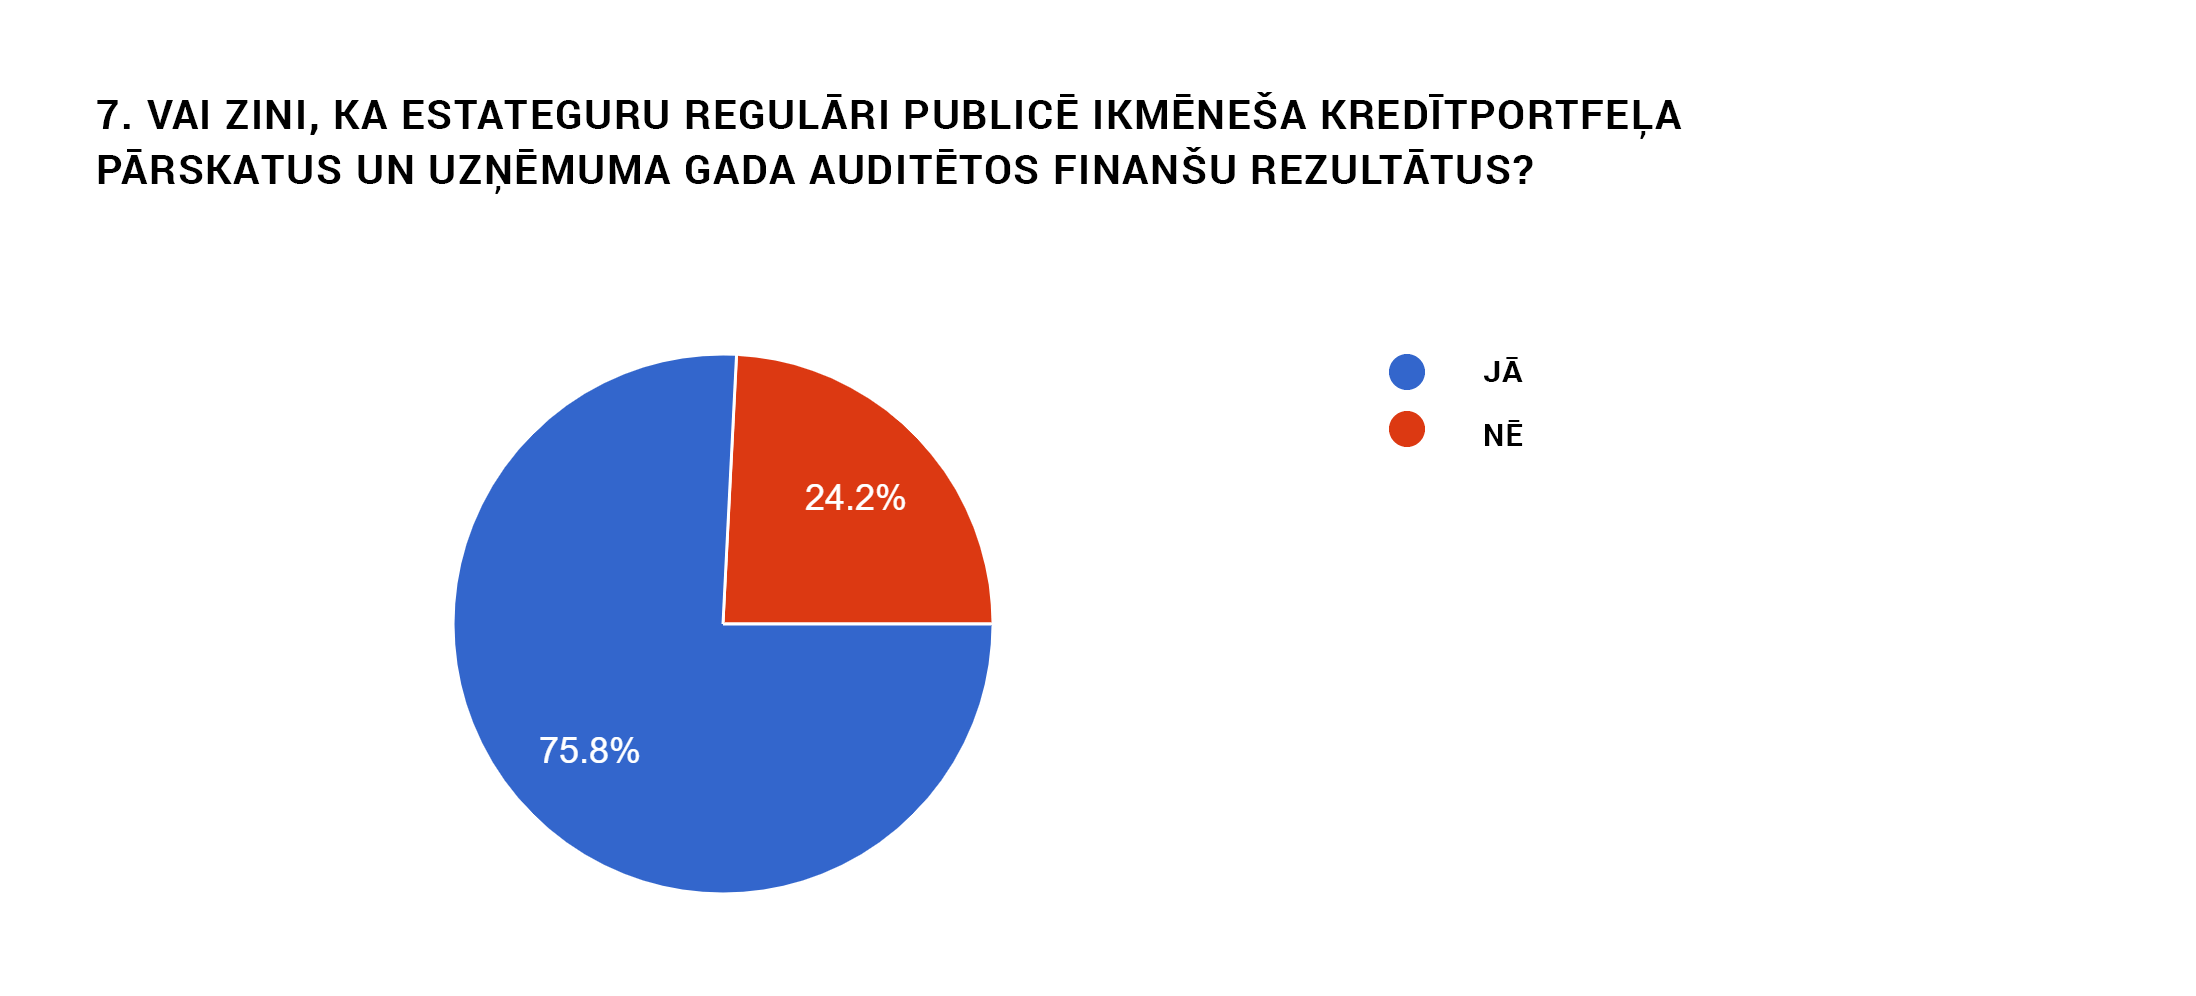 7. VAI ZINI, KA ESTATEGURU REGULĀRI PUBLICĒ IKMĒNEŠA KREDĪTPORTFEĻA
PĀRSKATUS UN UZŅĒMUMA GADA AUDITĒTOS FINANŠU REZULTĀTUS?
JĀ
NĒ
24.2%
75.8%